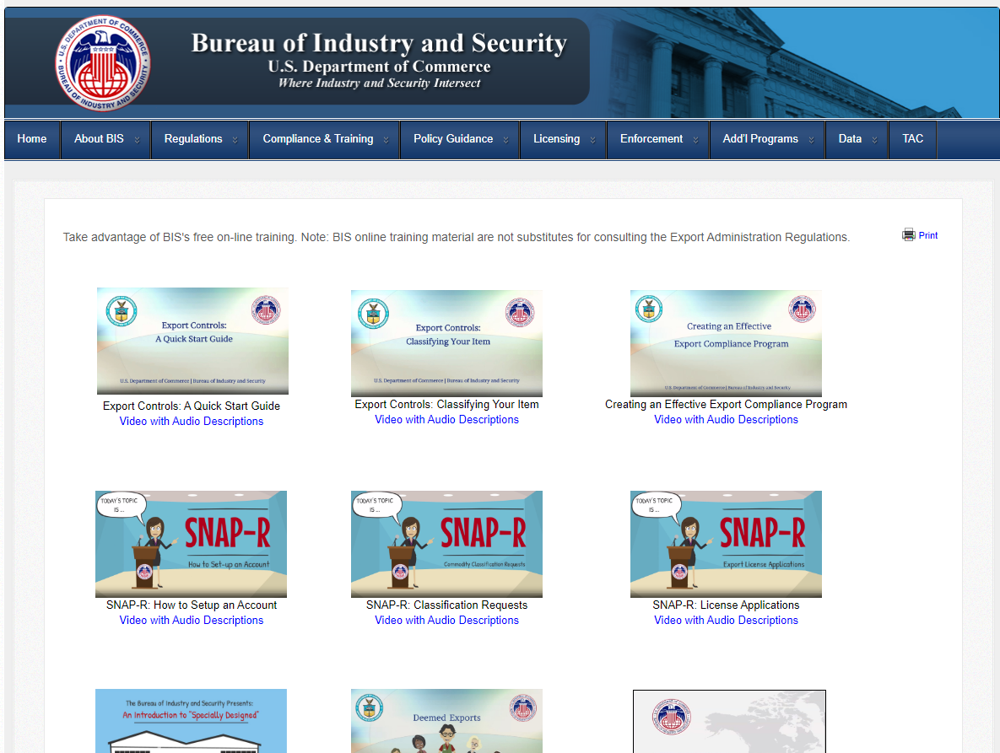 U.S. DEPARTMENT OF COMMERCE
BUREAU OF INDUSTRY AND SECURITY
Bureau of Industry and Security
U.S. Department of Commerce
Where Industry and Security Intersect
Home About BIS Regulations Compliance & Training Policy Guidance Licensing Enforcement Add'l Programs Data TAC
Take advantage of BIS's free on-line training. Note: BIS online training material are not substitutes for consulting the Export Administration Regulations.
Print
Export Controls:
A Quick Start Guide
U.S. Department of Commerce | Bureau of Industry and Security
Export Controls: A Quick Start Guide
Video with Audio Descriptions
Export Controls:
Classifying Your Item
U.S. Department of Commerce | Bureau of Industry and Security
Export Controls: Classifying Your Item
Video with Audio Descriptions
Creating an Effective
Export Compliance Program
U.S. Department of Commerce | Bureau of Industry and Security
Creating an Effective Export Compliance Program
Video with Audio Descriptions
TODAY'S TOPIC
IS ...
SNAP-R
How to Set-up an Account
SNAP-R: How to Setup an Account
Video with Audio Descriptions
TODAY'S TOPIC
IS ...
SNAP-R
Commodity Classification Requests
SNAP-R: Classification Requests
Video with Audio Descriptions
TODAY'S TOPIC
IS ...
SNAP-R
Export License Applications
SNAP-R: License Applications
Video with Audio Descriptions
The Bureau of Industry and Security Presents:
An Introduction to "Specially Designed"
Deemed Exports